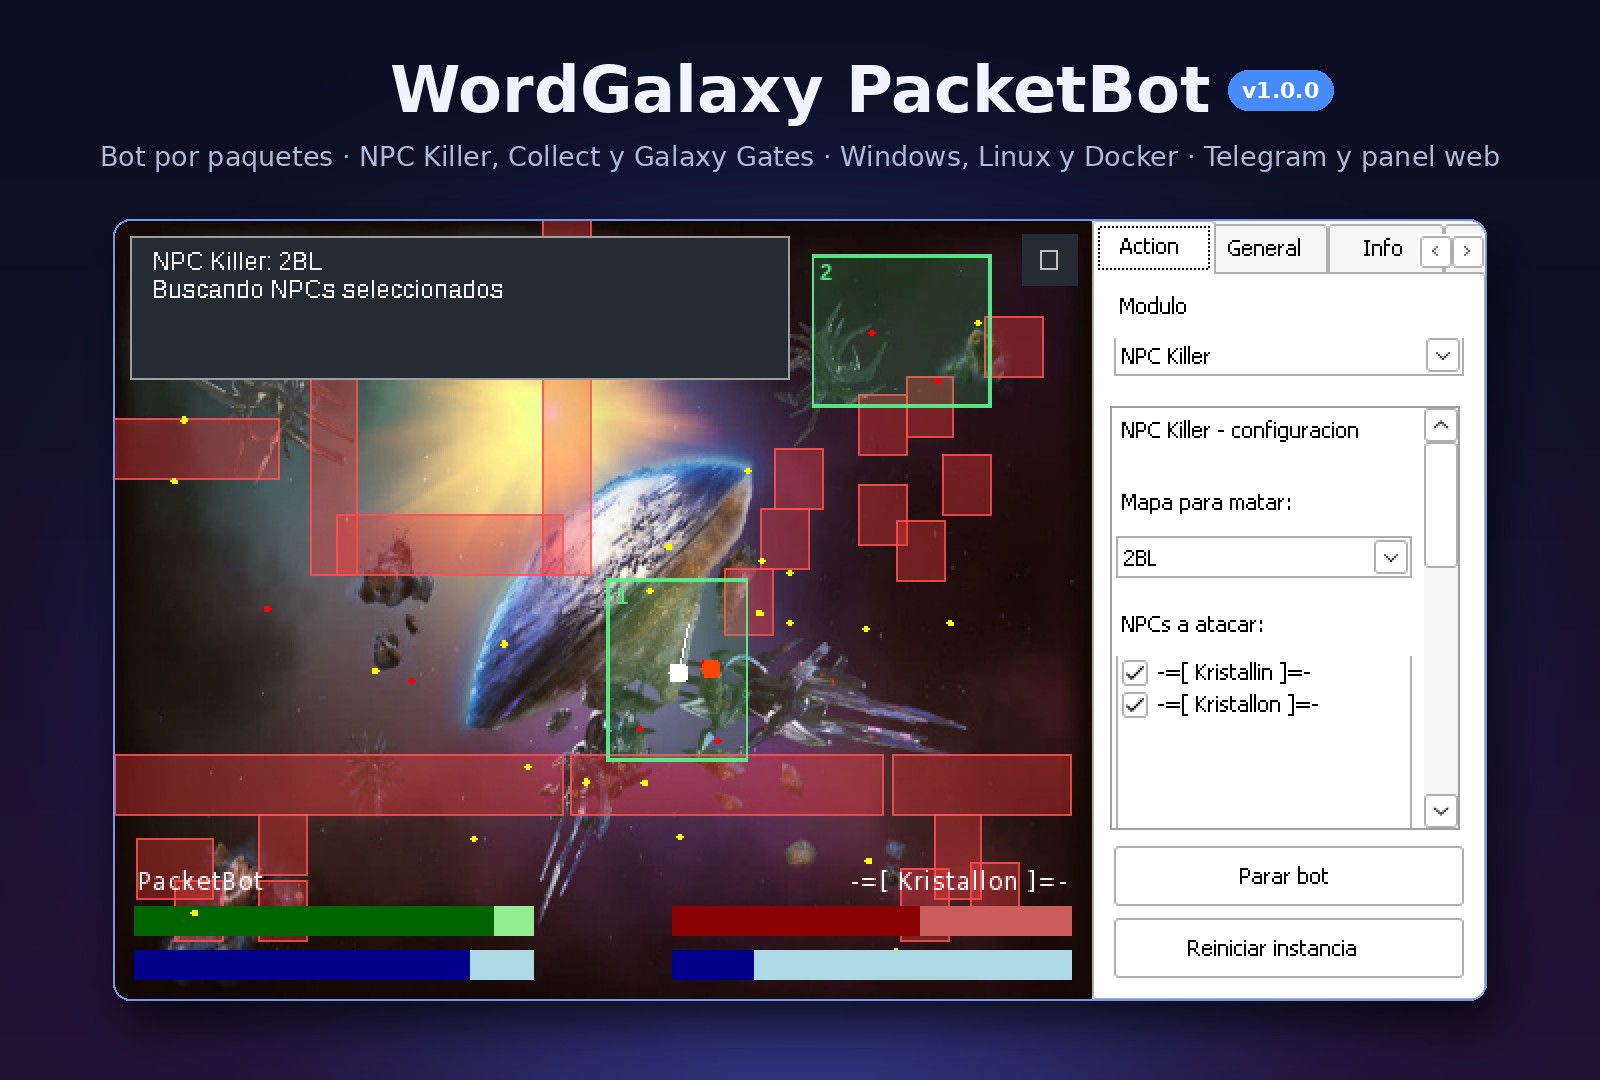 WordGalaxy PacketBot v1.0.0
Bot por paquetes · NPC Killer, Collect y Galaxy Gates · Windows, Linux y Docker · Telegram y panel web
NPC Killer: 2BL
Buscando NPCs seleccionados
2
1
PacketBot
-=[ Kristallon ]=-
Action
General
Info
Modulo
NPC Killer
NPC Killer - configuracion
Mapa para matar:
2BL
NPCs a atacar:
-=[ Kristallin ]=-
-=[ Kristallon ]=-
Parar bot
Reiniciar instancia